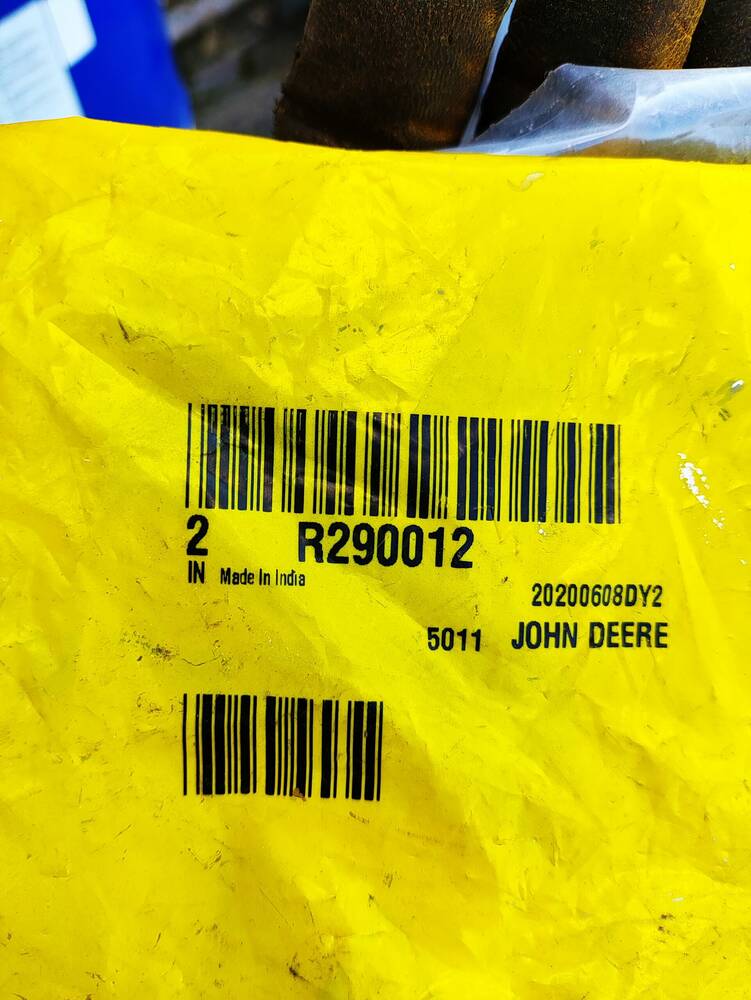 2 R290012
IN Made In India
20200608DY2
5011 JOHN DEERE